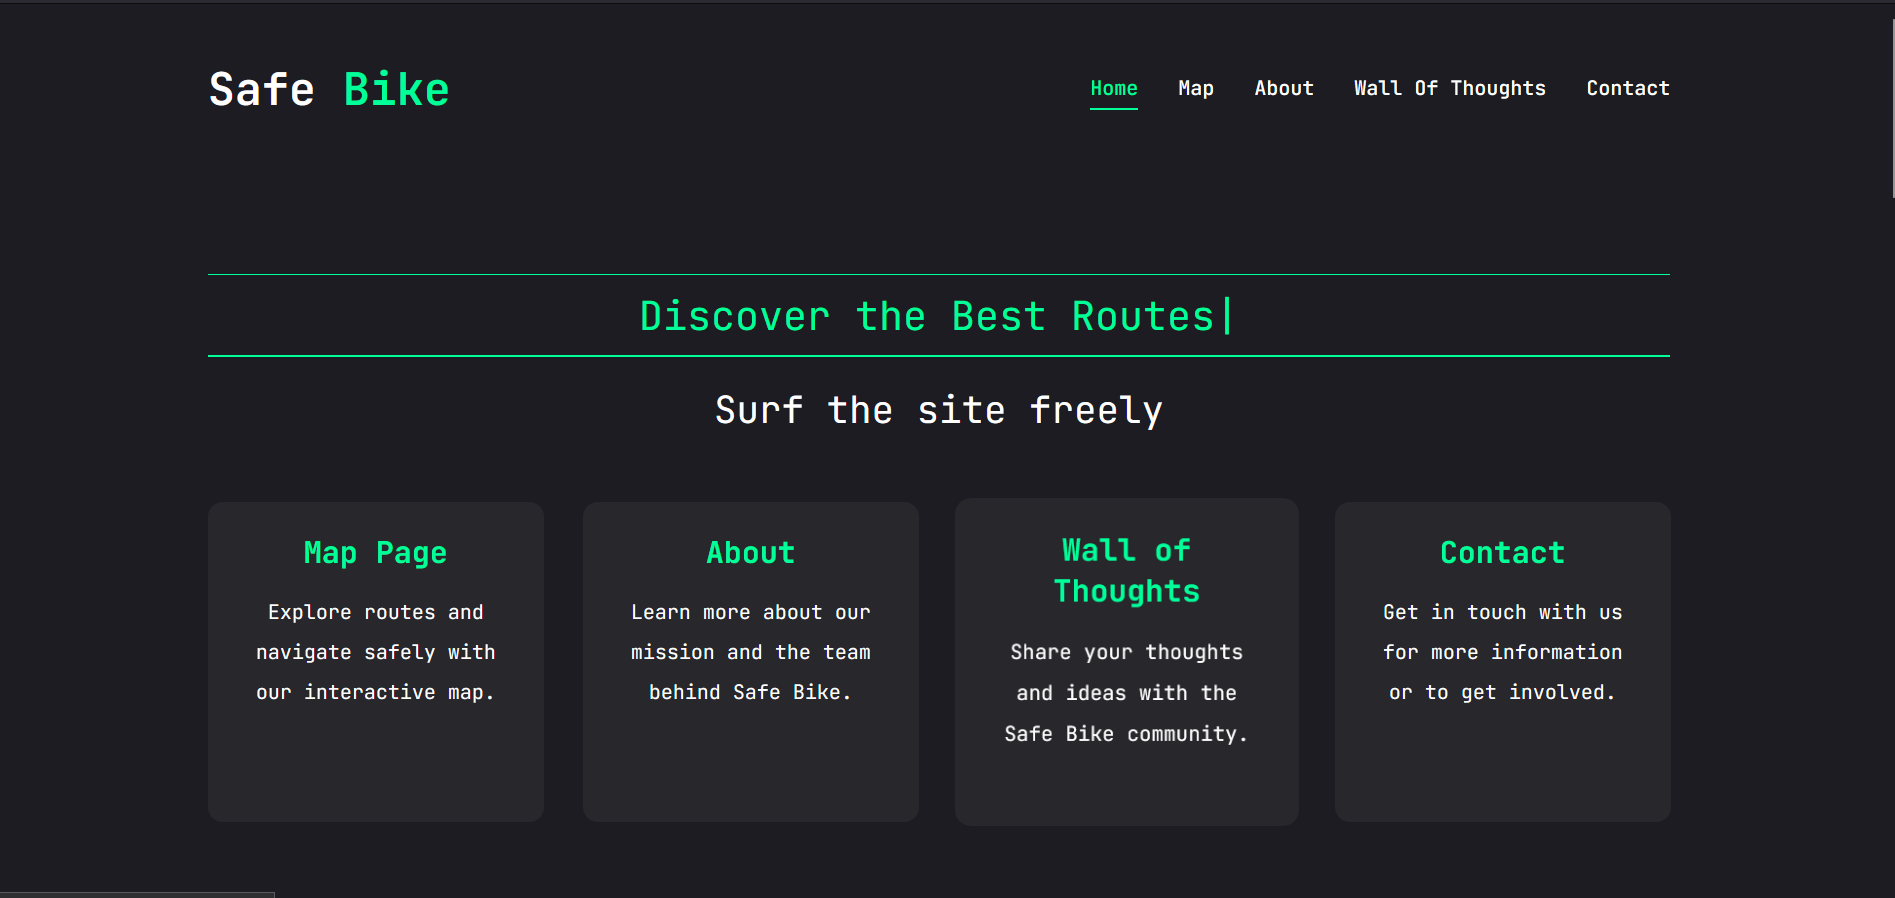 Safe Bike
Home Map About Wall Of Thoughts Contact
Discover the Best Routes|
Surf the site freely
Map Page
Explore routes and
navigate safely with
our interactive map.
About
Learn more about our
mission and the team
behind Safe Bike.
Wall of
Thoughts
Share your thoughts
and ideas with the
Safe Bike community.
Contact
Get in touch with us
for more information
or to get involved.